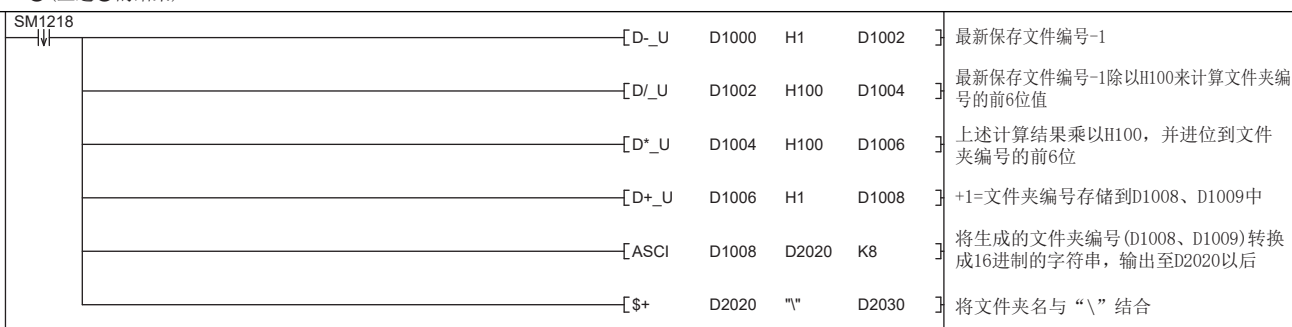 SM1218
D-_U D1000 H1 D1002 最新保存文件编号-1
D/_U D1002 H100 D1004 最新保存文件编号-1除以H100来计算文件夹编
号的前6位值
D*_U D1004 H100 D1006 上述计算结果乘以H100，并进位到文件
夹编号的前6位
D+_U D1006 H1 D1008 +1=文件夹编号存储到D1008、D1009中
ASCI D1008 D2020 K8 将生成的文件夹编号(D1008、D1009)转换
成16进制的字符串，输出至D2020以后
$+ D2020 "\" D2030 将文件夹名与“\”结合